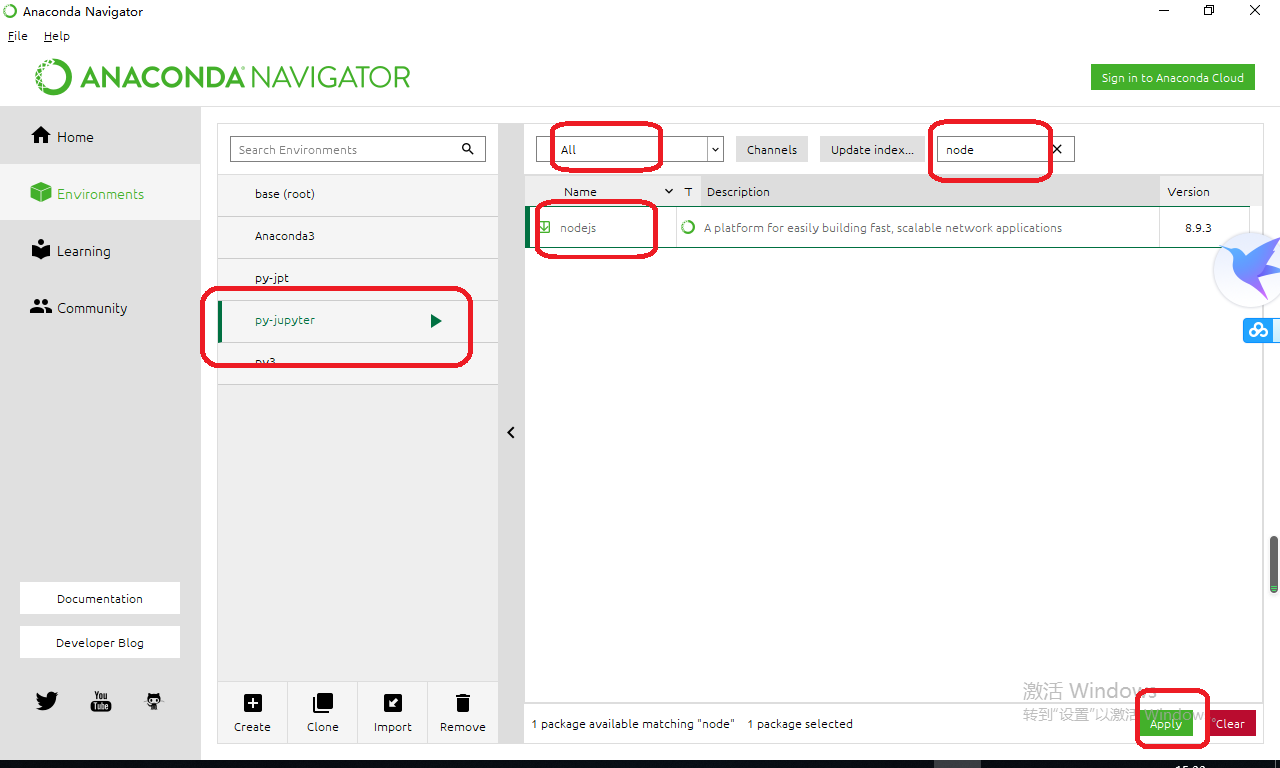 Anaconda Navigator
File Help
ANACONDA NAVIGATOR
Sign in to Anaconda Cloud
Home
Environments
Learning
Community
Documentation
Developer Blog
You
Tube
Search Environments
base (root)
Anaconda3
py-jpt
py-jupyter
py3
Create
Clone
Import
Remove
All
Channels
Update index...
node
Name
T
Description
Version
nodejs
A platform for easily building fast, scalable network applications
8.9.3
激活 Windows
转到"设置"以激活 Windows。
1 package available matching "node" 1 package selected
Apply
Clear